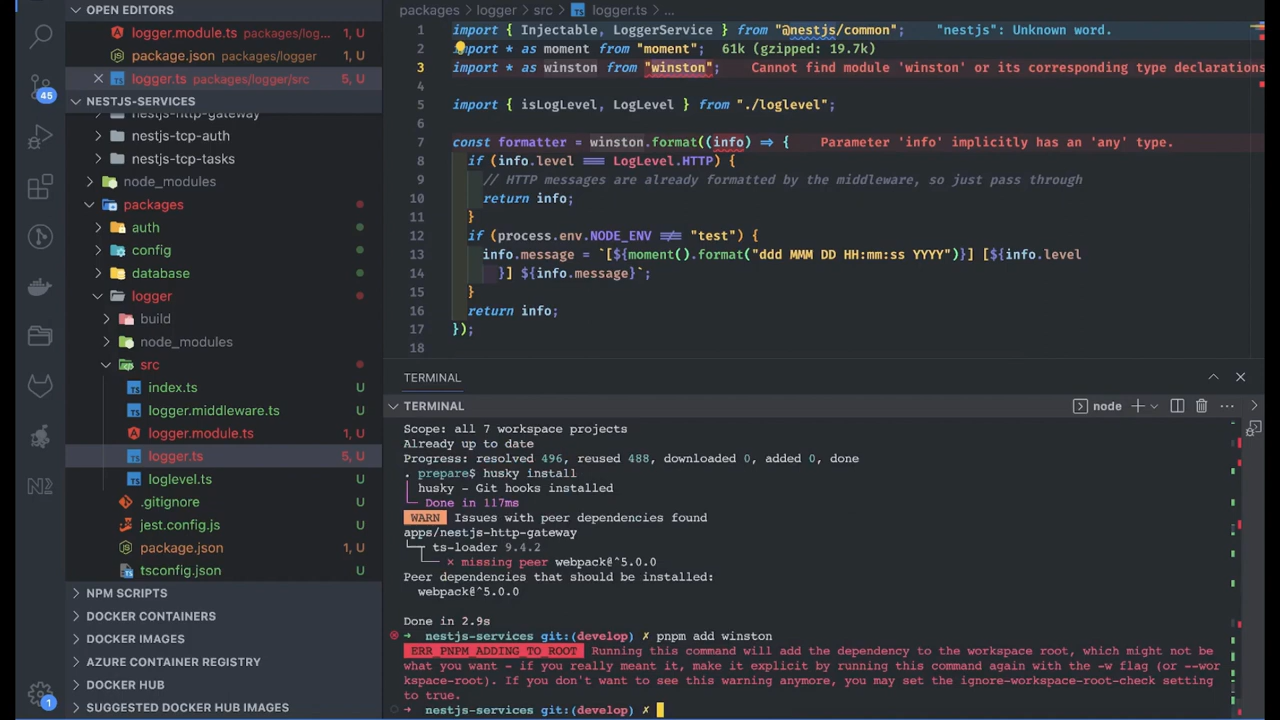 OPEN EDITORS
logger.module.ts packages/log... 1, U
package.json packages/logger 1, U
logger.ts packages/logger/src 5, U
45
NESTJS-SERVICES
nestjs-http-gateway
nestjs-tcp-auth
nestjs-tcp-tasks
node_modules
packages
auth
config
database
logger
build
node_modules
src
index.ts U
logger.middleware.ts U
logger.module.ts 1, U
logger.ts 5, U
loglevel.ts U
.gitignore U
jest.config.js U
package.json 1, U
tsconfig.json U
NPM SCRIPTS
DOCKER CONTAINERS
DOCKER IMAGES
AZURE CONTAINER REGISTRY
DOCKER HUB
SUGGESTED DOCKER HUB IMAGES
1
packages > logger > src > TS logger.ts > ...
1 import { Injectable, LoggerService } from "@nestjs/common"; "nestjs": Unknown word.
2 import * as moment from "moment"; 61k (gzipped: 19.7k)
3 import * as winston from "winston"; Cannot find module 'winston' or its corresponding type declarations
4
5 import { isLogLevel, LogLevel } from "./loglevel";
6
7 const formatter = winston.format((info) => { Parameter 'info' implicitly has an 'any' type.
8 if (info.level === LogLevel.HTTP) {
9 // HTTP messages are already formatted by the middleware, so just pass through
10 return info;
11 }
12 if (process.env.NODE_ENV !== "test") {
13 info.message = `[${moment().format("ddd MMM DD HH:mm:ss YYYY")}] [${info.level
14 }] ${info.message}`;
15 }
16 return info;
17 });
18
TERMINAL
TERMINAL node
Scope: all 7 workspace projects
Already up to date
Progress: resolved 496, reused 488, downloaded 0, added 0, done
. prepare$ husky install
husky - Git hooks installed
Done in 117ms
WARN Issues with peer dependencies found
apps/nestjs-http-gateway
ts-loader 9.4.2
✕ missing peer webpack@^5.0.0
Peer dependencies that should be installed:
webpack@^5.0.0
Done in 2.9s
→ nestjs-services git:(develop) ✗ pnpm add winston
ERR_PNPM_ADDING_TO_ROOT Running this command will add the dependency to the workspace root, which might not be
what you want - if you really meant it, make it explicit by running this command again with the -w flag (or --wor
kspace-root). If you don't want to see this warning anymore, you may set the ignore-workspace-root-check setting
to true.
→ nestjs-services git:(develop) ✗